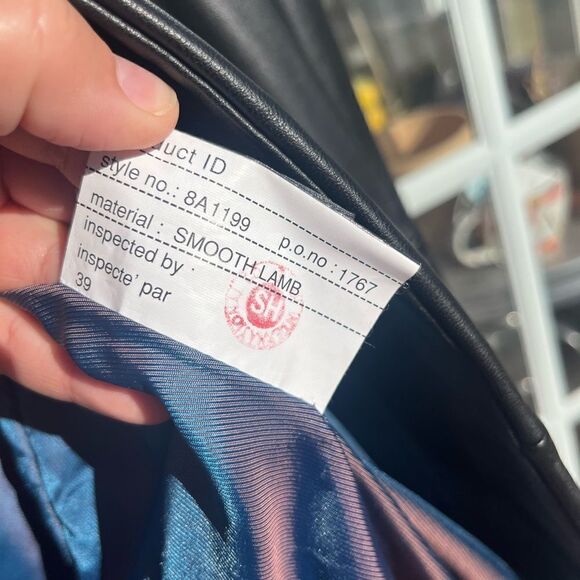 duct ID
style no.: 8A1199 p.o.no : 1767
material : SMOOTH LAMB
inspected by :
inspecte' par
39
SH